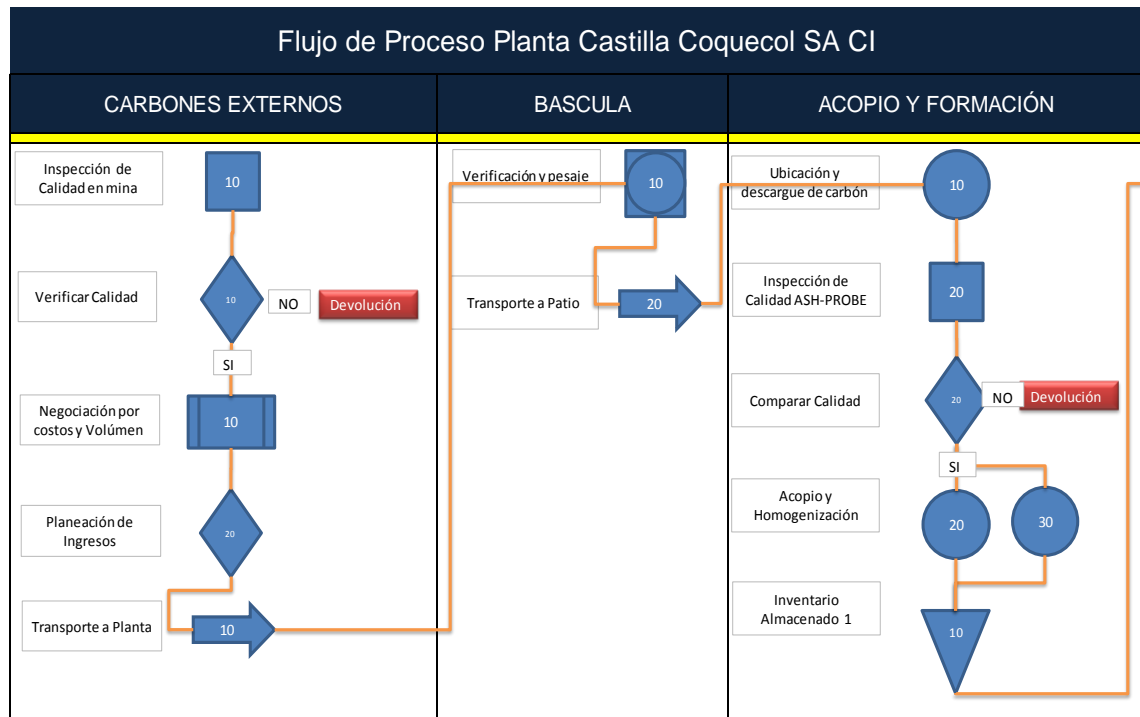 Flujo de Proceso Planta Castilla Coquecol SA CI
CARBONES EXTERNOS
BASCULA
ACOPIO Y FORMACIÓN
Inspección de
Calidad en mina
10
Verificar Calidad
10
NO
Devolución
SI
Negociación por
costos y Volúmen
10
Planeación de
Ingresos
20
Transporte a Planta
10
Verificación y pesaje
10
Transporte a Patio
20
Ubicación y
descargue de carbón
10
Inspección de
Calidad ASH-PROBE
20
Comparar Calidad
20
NO
Devolución
SI
Acopio y
Homogenización
20
30
Inventario
Almacenado 1
10